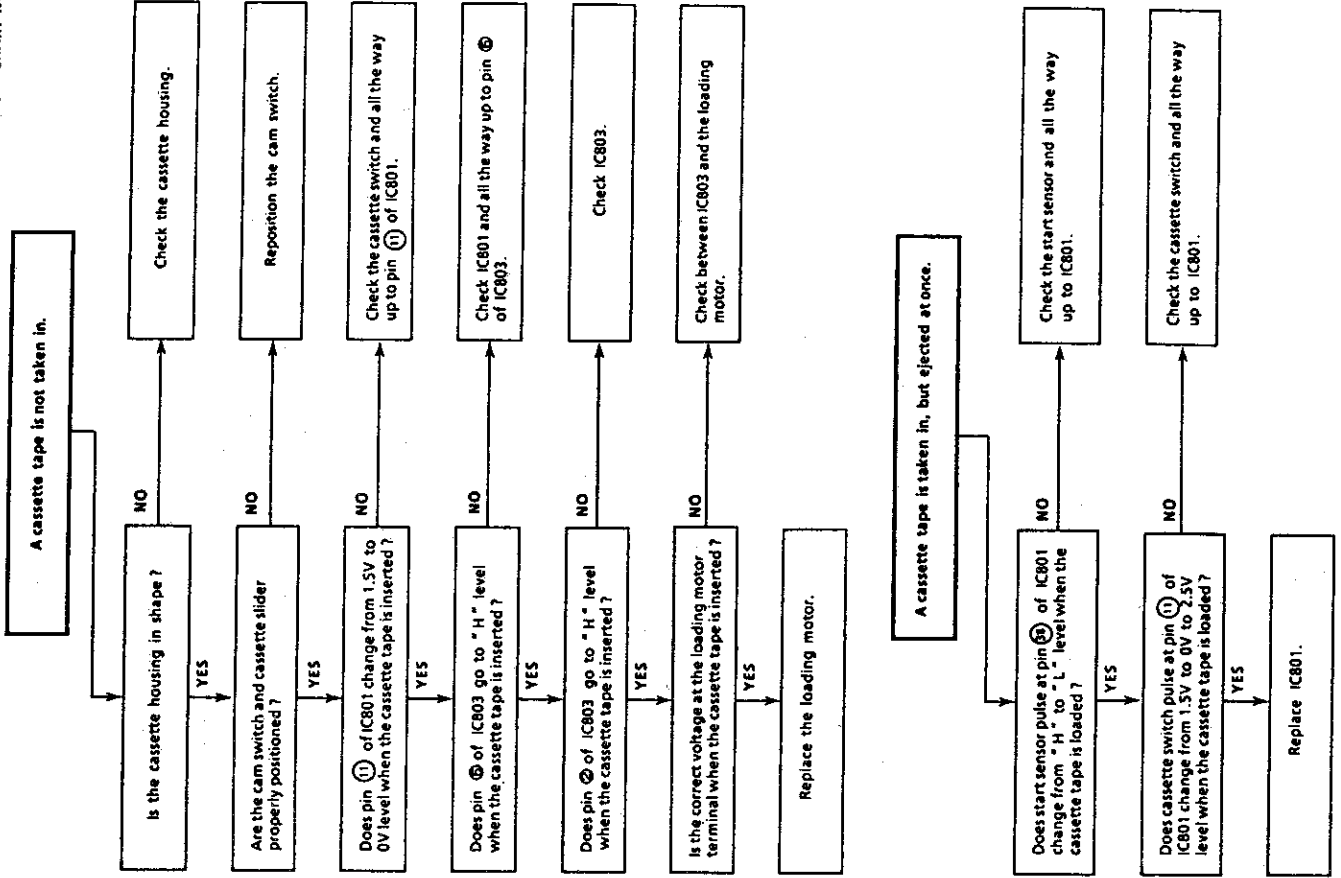 A cassette tape is not taken in.
Is the cassette housing in shape ?
NO
Check the cassette housing.
YES
Are the cam switch and cassette slider
properly positioned ?
NO
Reposition the cam switch.
YES
Does pin ⑪ of IC801 change from 1.5V to
0V level when the cassette tape is inserted ?
NO
Check the cassette switch and all the way
up to pin ⑪ of IC801.
YES
Does pin of IC803 go to " H " level
when the cassette tape is inserted ?
NO
Check IC801 and all the way up to pin
of IC803.
YES
Does pin ② of IC803 go to " H " level
when the cassette tape is inserted ?
NO
Check IC803.
YES
Is the correct voltage at the loading motor
terminal when the cassette tape is inserted ?
NO
Check between IC803 and the loading
motor.
YES
Replace the loading motor.
A cassette tape is taken in, but ejected at once.
Does start sensor pulse at pin of IC801
change from " H " to " L " level when the
cassette tape is loaded ?
NO
Check the start sensor and all the way
up to IC801.
YES
Does cassette switch pulse at pin ⑪ of
IC801 change from 1.5V to 0V to 2.5V
level when the cassette tape is loaded ?
NO
Check the cassette switch and all the way
up to IC801.
YES
Replace IC801.